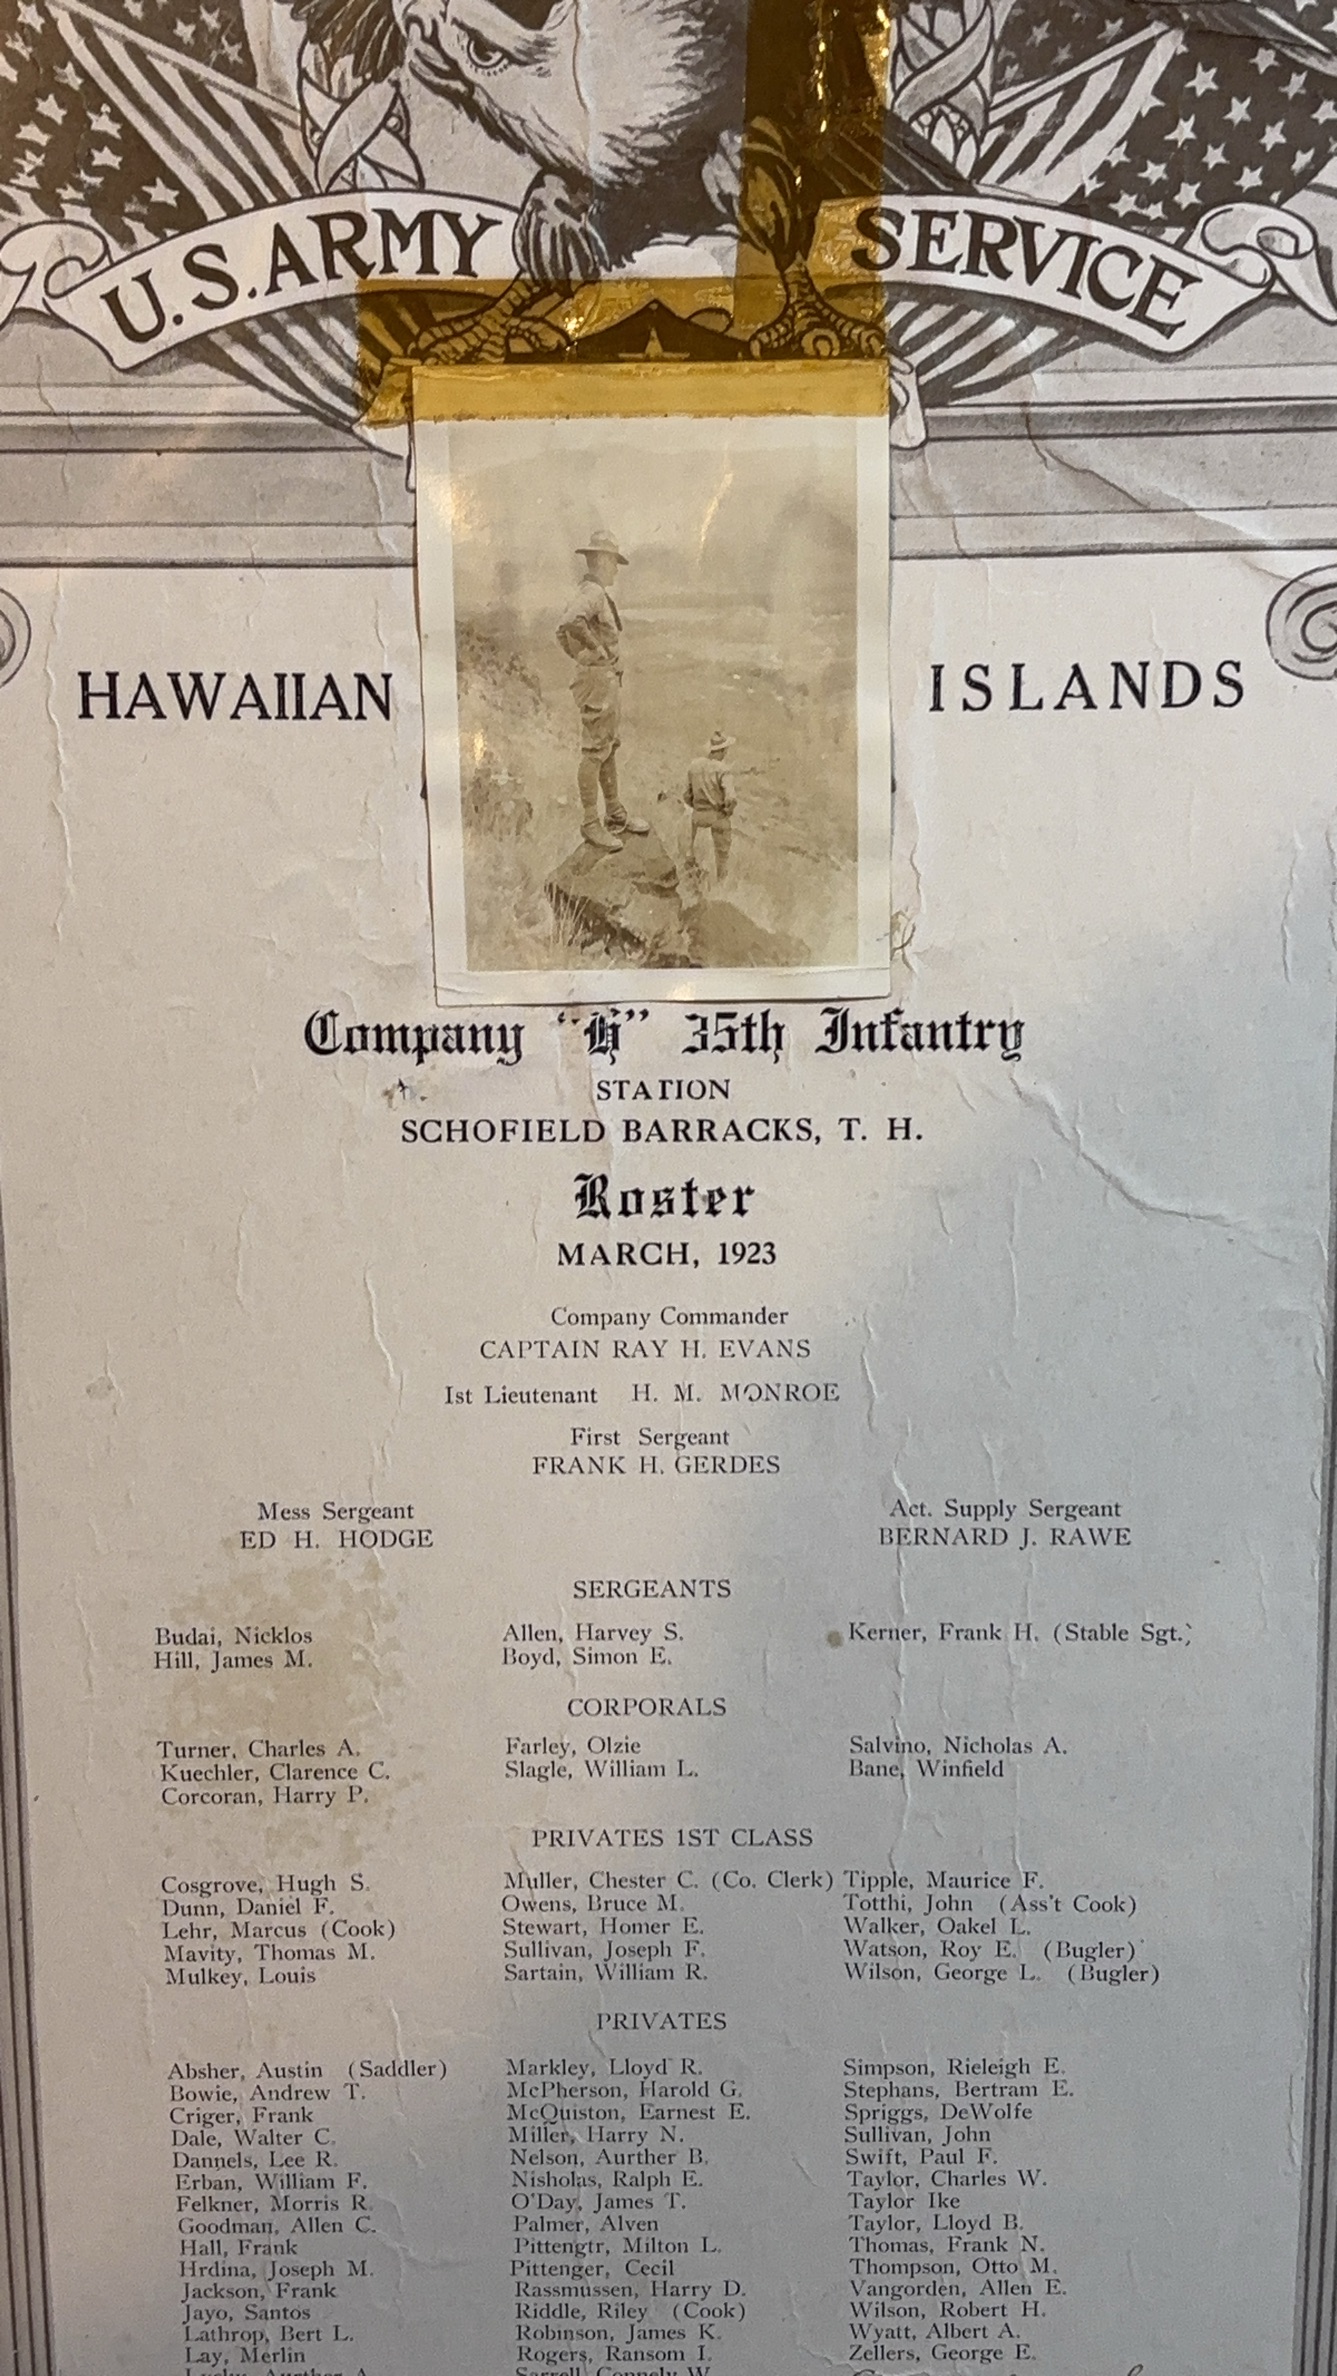 U.S. ARMY SERVICE
HAWAIIAN ISLANDS
Company "H" 35th Infantry
STATION
SCHOFIELD BARRACKS, T. H.
Roster
MARCH, 1923
Company Commander
CAPTAIN RAY H. EVANS
1st Lieutenant H. M. MONROE
First Sergeant
FRANK H. GERDES
Mess Sergeant
ED H. HODGE
Act. Supply Sergeant
BERNARD J. RAWE
SERGEANTS
Budai, Nicklos
Hill, James M.
Allen, Harvey S.
Boyd, Simon E.
Kerner, Frank H. (Stable Sgt.)
CORPORALS
Turner, Charles A.
Kuechler, Clarence C.
Corcoran, Harry P.
Farley, Olzie
Slagle, William L.
Salvino, Nicholas A.
Bane, Winfield
PRIVATES 1ST CLASS
Cosgrove, Hugh S.
Dunn, Daniel F.
Lehr, Marcus (Cook)
Mavity, Thomas M.
Mulkey, Louis
Muller, Chester C. (Co. Clerk)
Owens, Bruce M.
Stewart, Homer E.
Sullivan, Joseph F.
Sartain, William R.
Tipple, Maurice F.
Totthi, John (Ass't Cook)
Walker, Oakel L.
Watson, Roy E. (Bugler)
Wilson, George L. (Bugler)
PRIVATES
Absher, Austin (Saddler)
Bowie, Andrew T.
Criger, Frank
Dale, Walter C.
Dannels, Lee R.
Erban, William F.
Felkner, Morris R.
Goodman, Allen C.
Hall, Frank
Hrdina, Joseph M.
Jackson, Frank
Jayo, Santos
Lathrop, Bert L.
Lay, Merlin
Markley, Lloyd R.
McPherson, Harold G.
McQuiston, Earnest E.
Miller, Harry N.
Nelson, Aurther B.
Nisholas, Ralph E.
O'Day, James T.
Palmer, Alven
Pittengtr, Milton L.
Pittenger, Cecil
Rassmussen, Harry D.
Riddle, Riley (Cook)
Robinson, James K.
Rogers, Ransom I.
Simpson, Rieleigh E.
Stephans, Bertram E.
Spriggs, DeWolfe
Sullivan, John
Swift, Paul F.
Taylor, Charles W.
Taylor Ike
Taylor, Lloyd B.
Thomas, Frank N.
Thompson, Otto M.
Vangorden, Allen E.
Wilson, Robert H.
Wyatt, Albert A.
Zellers, George E.